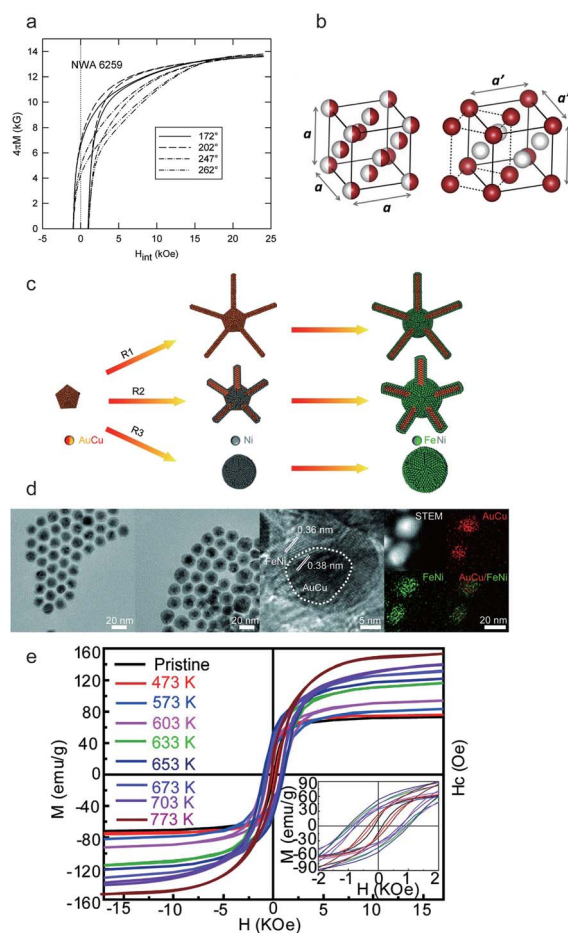 a
NWA 6259
4πM (kG)
16
14
12
10
8
6
4
2
0
172°
202°
247°
262°
-5
0
5
10
15
20
25
H_int (kOe)
b
a
a
a
a'
a'
c
R1
R2
R3
AuCu
Ni
FeNi
d
20 nm
20 nm
0.36 nm
FeNi
0.38 nm
AuCu
5 nm
STEM
AuCu
FeNi
AuCu/FeNi
20 nm
e
M (emu/g)
160
120
80
40
0
-40
-80
-120
-160
Pristine
473 K
573 K
603 K
633 K
653 K
673 K
703 K
773 K
M (emu/g)
90
60
30
0
-30
-60
-90
-2
-1
0
1
2
H (KOe)
-15
-10
-5
0
5
10
15
H (KOe)
Hc (Oe)